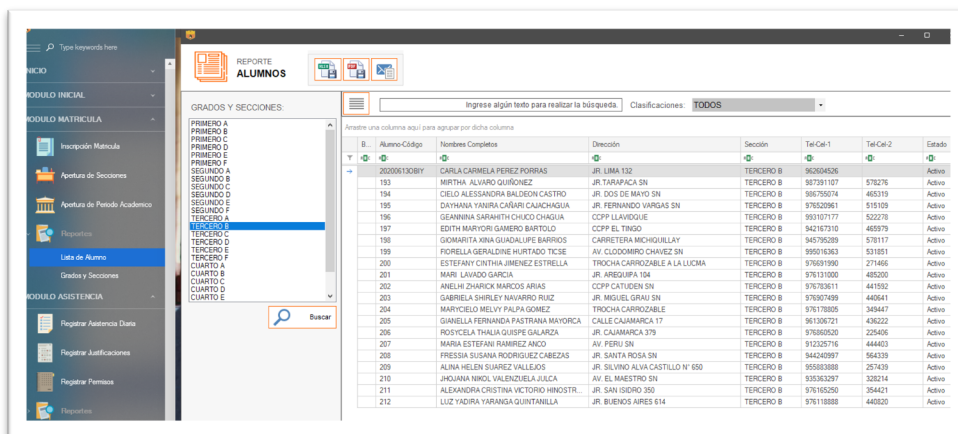 Type keywords here
NICIO
MODULO INICIAL
MODULO MATRICULA
Inscripción Matricula
Apertura de Secciones
Apertura de Periodo Academico
Reportes
Lista de Alumno
Grados y Secciones
MODULO ASISTENCIA
Registrar Asistencia Diaria
Registrar Justificaciones
Registrar Permisos
Reportes
REPORTE
ALUMNOS
XLSX
PDF
GRADOS Y SECCIONES:
PRIMERO A
PRIMERO B
PRIMERO C
PRIMERO D
PRIMERO E
PRIMERO F
SEGUNDO A
SEGUNDO B
SEGUNDO C
SEGUNDO D
SEGUNDO E
SEGUNDO F
TERCERO A
TERCERO B
TERCERO C
TERCERO D
TERCERO E
TERCERO F
CUARTO A
CUARTO B
CUARTO C
CUARTO D
CUARTO E
Buscar
Ingrese algún texto para realizar la búsqueda. Clasificaciones: TODOS
Arrastre una columna aquí para agrupar por dicha columna
B... Alumno-Código Nombres Completos Dirección Sección Tel-Cel-1 Tel-Cel-2 Estado
20200613OBIY CARLA CARMELA PEREZ PORRAS JR. LIMA 132 TERCERO B 962604526 Activo
193 MIRTHA ALVARO QUIÑONEZ JR.TARAPACA SN TERCERO B 987391107 578276 Activo
194 CIELO ALESSANDRA BALDEON CASTRO JR. DOS DE MAYO SN TERCERO B 986755074 465319 Activo
195 DAYHANA YANIRA CAÑARI CAJACHAGUA JR. FERNANDO VARGAS SN TERCERO B 976520961 515109 Activo
196 GEANNINA SARAHITH CHUCO CHAGUA CCPP LLAVIDQUE TERCERO B 993107177 522278 Activo
197 EDITH MARYORI GAMERO BARTOLO CCPP EL TINGO TERCERO B 942167310 465979 Activo
198 GIOMARITA XINA GUADALUPE BARRIOS CARRETERA MICHIQUILLAY TERCERO B 945795289 578117 Activo
199 FIORELLA GERALDINE HURTADO TICSE AV. CLODOMIRO CHAVEZ SN TERCERO B 995936363 531851 Activo
200 ESTEFANY CINTHIA JIMENEZ ESTRELLA TROCHA CARROZABLE A LA LUCMA TERCERO B 976691990 271466 Activo
201 MARI LAVADO GARCIA JR. AREQUIPA 104 TERCERO B 976131000 485200 Activo
202 ANELHI ZHARICK MARCOS ARIAS CCPP CATUDEN SN TERCERO B 976783611 441592 Activo
203 GABRIELA SHIRLEY NAVARRO RUIZ JR. MIGUEL GRAU SN TERCERO B 976907499 440641 Activo
204 MARYCIELO MELVY PALPA GOMEZ TROCHA CARROZABLE TERCERO B 976178805 349447 Activo
205 GIANELLA FERNANDA PASTRANA MAYORCA CALLE CAJAMARCA 17 TERCERO B 961306721 436222 Activo
206 ROSYCELA THALIA QUISPE GALARZA JR. CAJAMARCA 379 TERCERO B 976860520 225406 Activo
207 MARIA ESTEFANI RAMIREZ ANCO AV. PERU SN TERCERO B 912325716 444403 Activo
208 FRESSIA SUSANA RODRIGUEZ CABEZAS JR. SANTA ROSA SN TERCERO B 944240997 564339 Activo
209 ALINA HELEN SUAREZ VALLEJOS JR. SILVINO ALVA CASTILLO N° 650 TERCERO B 955883888 257439 Activo
210 JHOJANA NIKOL VALENZUELA JULCA AV. EL MAESTRO SN TERCERO B 935363297 328214 Activo
211 ALEXANDRA CRISTINA VICTORIO HINOSTR... JR. SAN ISIDRO 350 TERCERO B 976165250 354421 Activo
212 LUZ YADIRA YARANGA QUINTANILLA JR. BUENOS AIRES 614 TERCERO B 976118888 440820 Activo